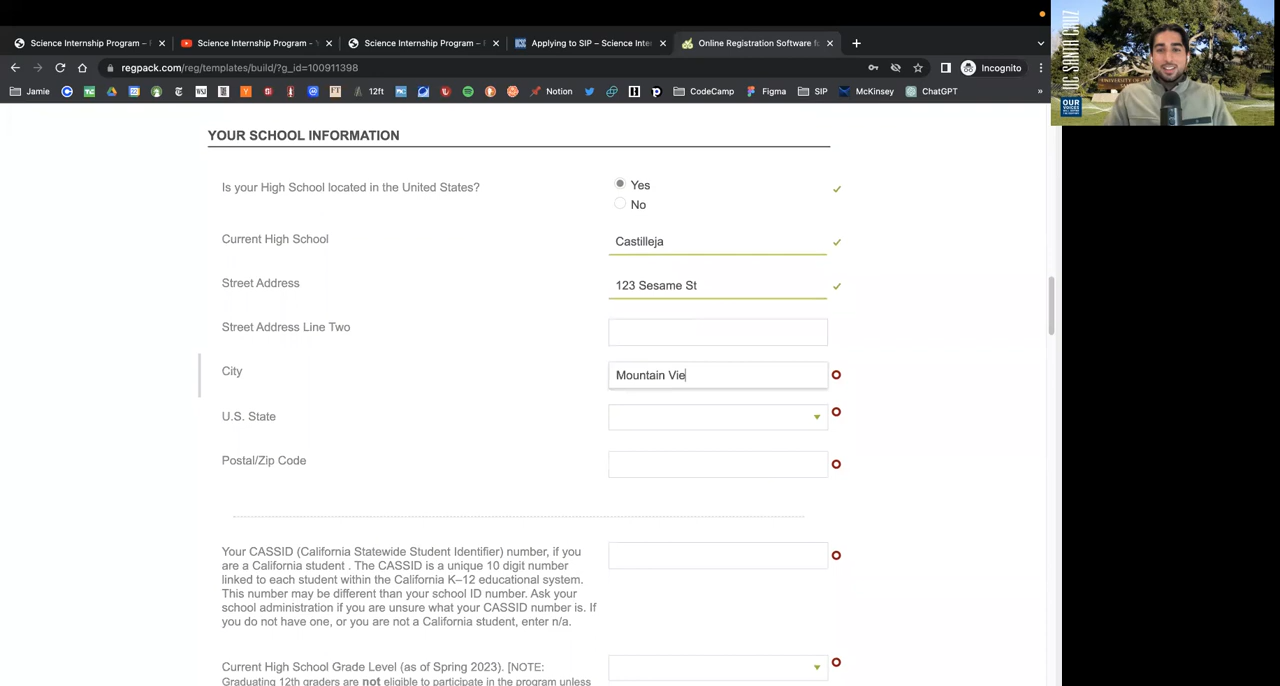 Science Internship Program –
Science Internship Program –
Science Internship Program –
Applying to SIP – Science Inte
Online Registration Software fo
regpack.com/reg/templates/build/?g_id=100911398
Incognito
Jamie
12ft
Notion
CodeCamp
Figma
SIP
McKinsey
ChatGPT
»
UC SANTA CRUZ
OUR
VOICES
YOUR SCHOOL INFORMATION
Is your High School located in the United States?
Yes
No
Current High School
Castilleja
Street Address
123 Sesame St
Street Address Line Two
City
Mountain Vie
U.S. State
Postal/Zip Code
Your CASSID (California Statewide Student Identifier) number, if you
are a California student . The CASSID is a unique 10 digit number
linked to each student within the California K–12 educational system.
This number may be different than your school ID number. Ask your
school administration if you are unsure what your CASSID number is. If
you do not have one, or you are not a California student, enter n/a.
Current High School Grade Level (as of Spring 2023). [NOTE:
Graduating 12th graders are not eligible to participate in the program unless